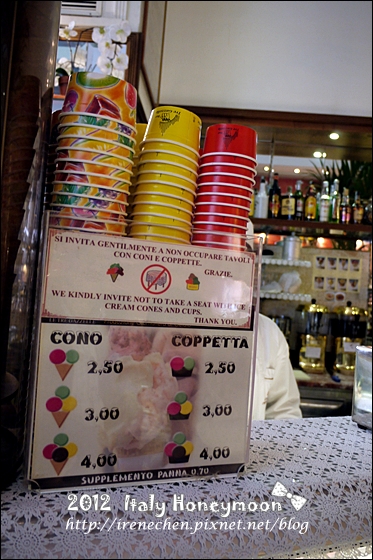 SI INVITA GENTILMENTE A NON OCCUPARE TAVOLI
CON CONI E COPPETTE.
GRAZIE.
WE KINDLY INVITE NOT TO TAKE A SEAT WITH ICE
CREAM CONES AND CUPS.
THANK YOU.
CONO COPPETTA
2,50 2,50
3,00 3,00
4,00 4,00
SUPPLEMENTO PANNA 0,70
2012 Italy Honeymoon
http://irenechen.pixnet.net/blog